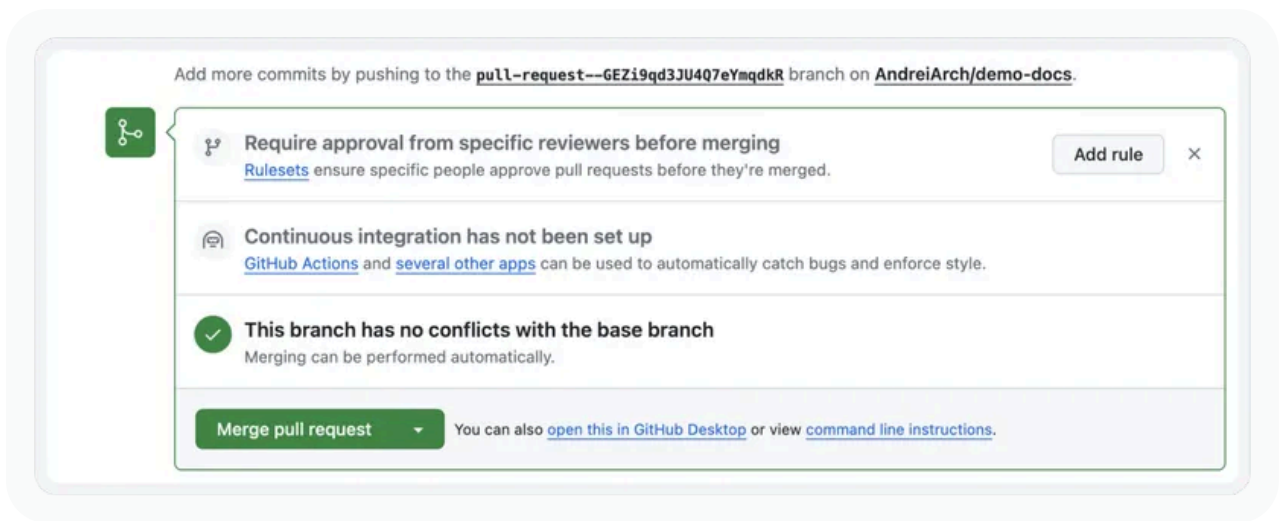 Add more commits by pushing to the pull-request--GEZi9qd3JU4Q7eYmqdkR branch on AndreiArch/demo-docs.
Require approval from specific reviewers before merging
Rulesets ensure specific people approve pull requests before they're merged.
Add rule
Continuous integration has not been set up
GitHub Actions and several other apps can be used to automatically catch bugs and enforce style.
This branch has no conflicts with the base branch
Merging can be performed automatically.
Merge pull request
You can also open this in GitHub Desktop or view command line instructions.